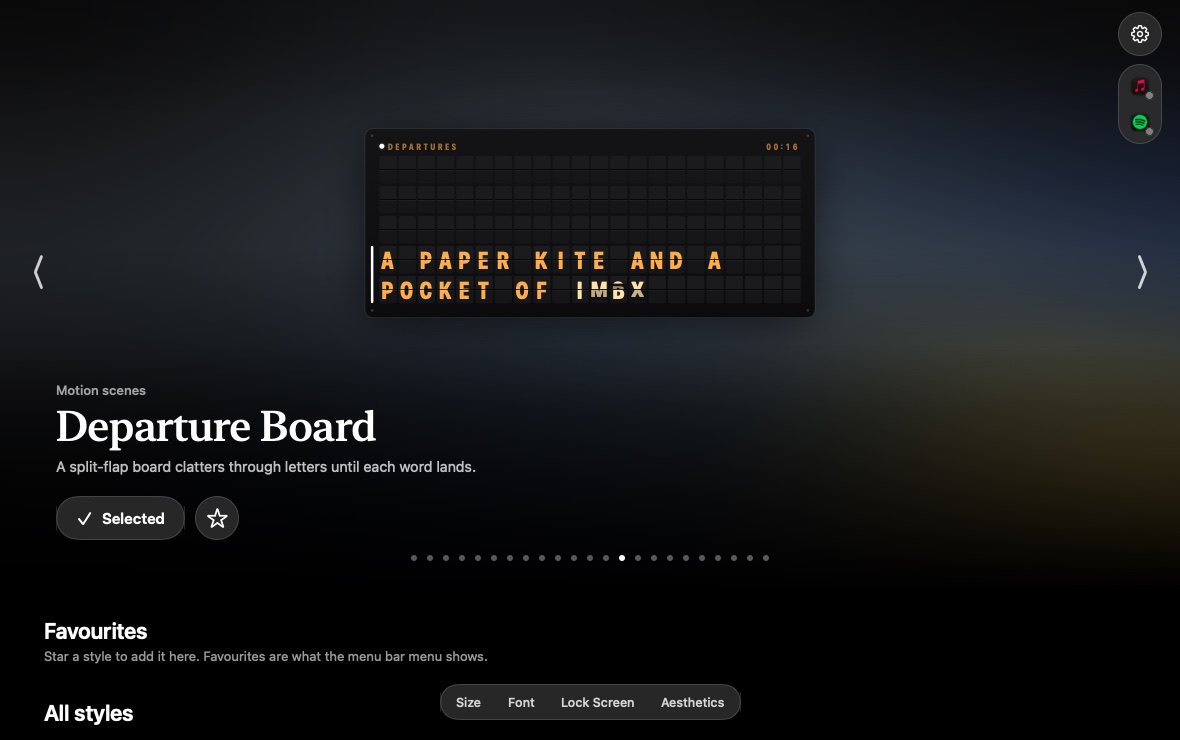 DEPARTURES 00:16
A PAPER KITE AND A
POCKET OF
Motion scenes
Departure Board
A split-flap board clatters through letters until each word lands.
Selected
Favourites
Star a style to add it here. Favourites are what the menu bar menu shows.
All styles
Size Font Lock Screen Aesthetics